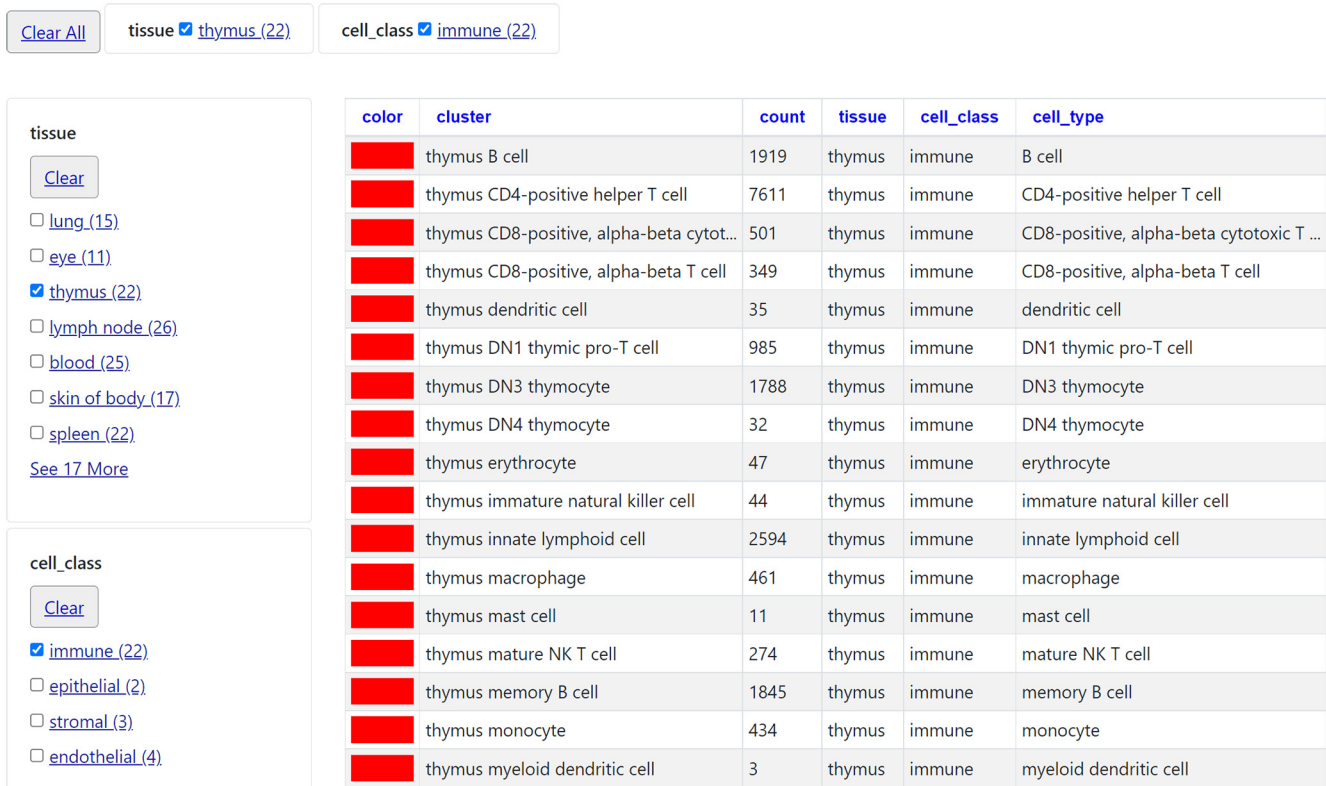 Clear All tissue thymus (22) cell_class immune (22)
tissue
Clear
lung (15)
eye (11)
thymus (22)
lymph node (26)
blood (25)
skin of body (17)
spleen (22)
See 17 More
cell_class
Clear
immune (22)
epithelial (2)
stromal (3)
endothelial (4)
color cluster count tissue cell_class cell_type
thymus B cell 1919 thymus immune B cell
thymus CD4-positive helper T cell 7611 thymus immune CD4-positive helper T cell
thymus CD8-positive, alpha-beta cytot... 501 thymus immune CD8-positive, alpha-beta cytotoxic T ...
thymus CD8-positive, alpha-beta T cell 349 thymus immune CD8-positive, alpha-beta T cell
thymus dendritic cell 35 thymus immune dendritic cell
thymus DN1 thymic pro-T cell 985 thymus immune DN1 thymic pro-T cell
thymus DN3 thymocyte 1788 thymus immune DN3 thymocyte
thymus DN4 thymocyte 32 thymus immune DN4 thymocyte
thymus erythrocyte 47 thymus immune erythrocyte
thymus immature natural killer cell 44 thymus immune immature natural killer cell
thymus innate lymphoid cell 2594 thymus immune innate lymphoid cell
thymus macrophage 461 thymus immune macrophage
thymus mast cell 11 thymus immune mast cell
thymus mature NK T cell 274 thymus immune mature NK T cell
thymus memory B cell 1845 thymus immune memory B cell
thymus monocyte 434 thymus immune monocyte
thymus myeloid dendritic cell 3 thymus immune myeloid dendritic cell